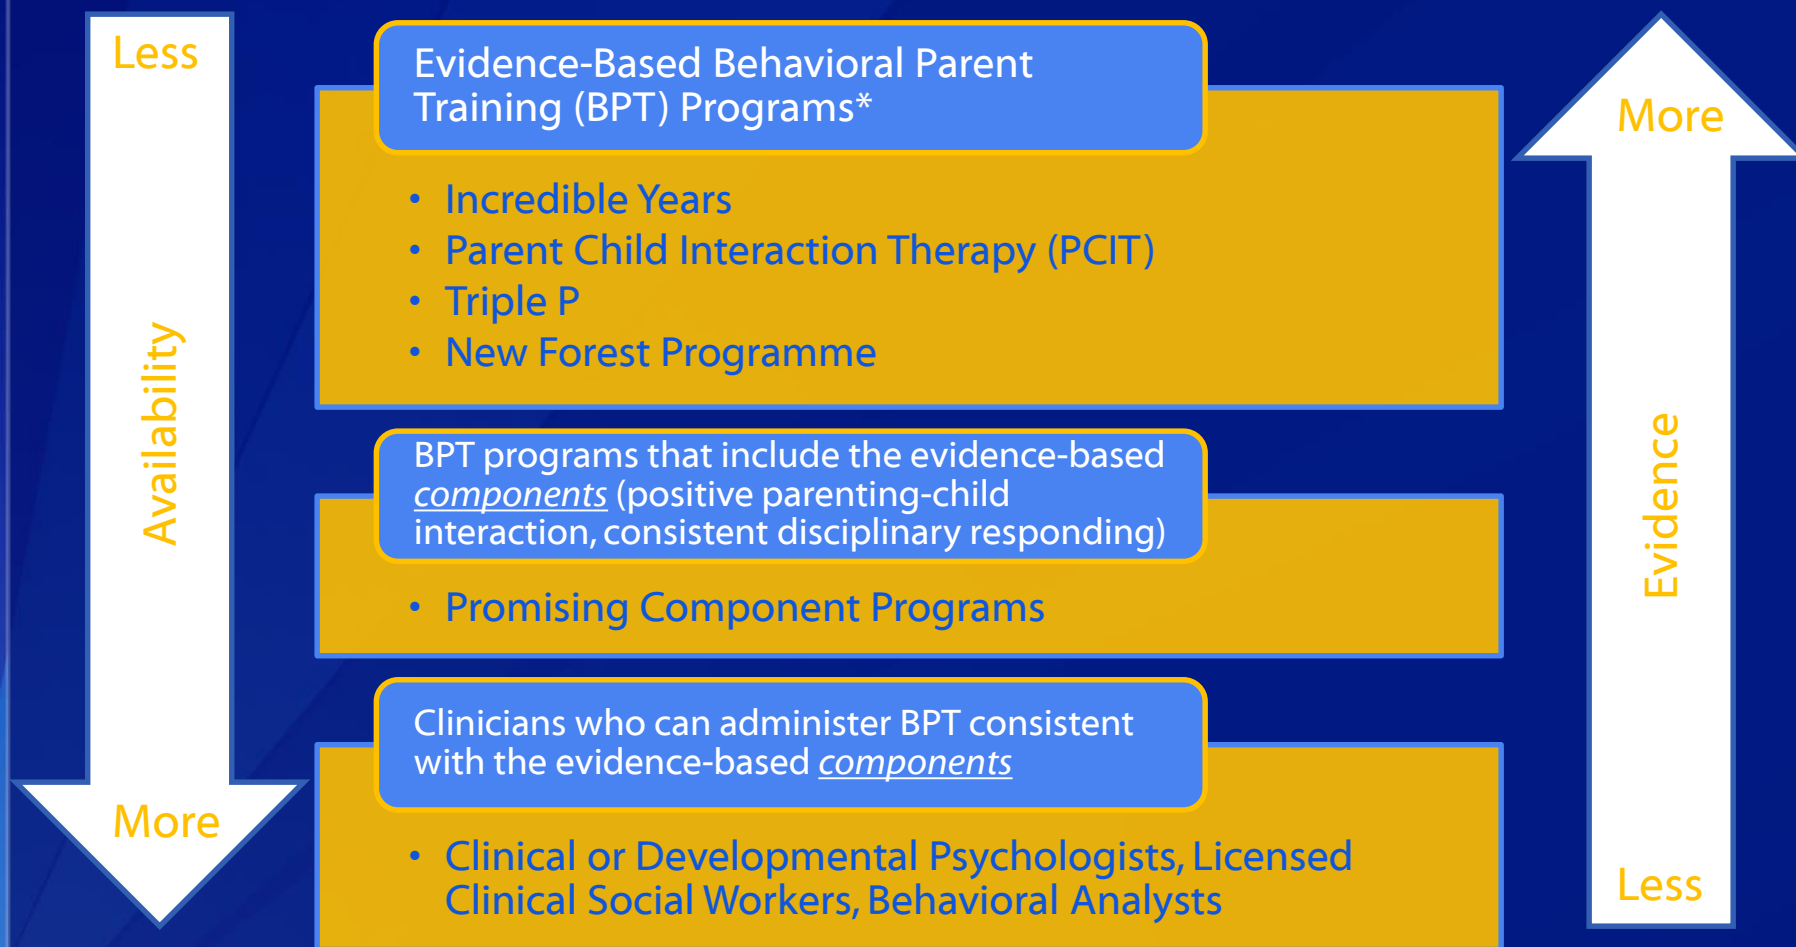 Less
Availability
More
Evidence-Based Behavioral Parent
Training (BPT) Programs*
• Incredible Years
• Parent Child Interaction Therapy (PCIT)
• Triple P
• New Forest Programme
BPT programs that include the evidence-based
components (positive parenting-child
interaction, consistent disciplinary responding)
• Promising Component Programs
Clinicians who can administer BPT consistent
with the evidence-based components
• Clinical or Developmental Psychologists, Licensed
Clinical Social Workers, Behavioral Analysts
More
Evidence
Less